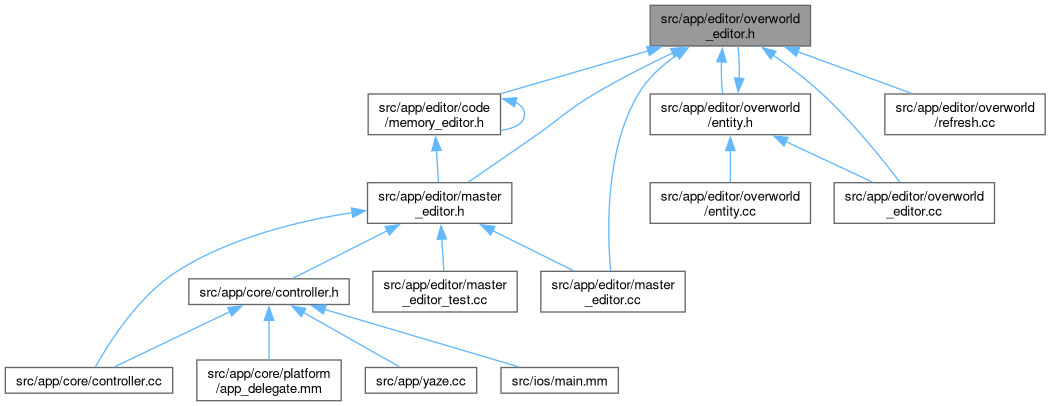 src/app/editor/overworld
_editor.h
src/app/editor/code
/memory_editor.h
src/app/editor/overworld
/entity.h
src/app/editor/overworld
/refresh.cc
src/app/editor/master
_editor.h
src/app/editor/overworld
/entity.cc
src/app/editor/overworld
_editor.cc
src/app/core/controller.h
src/app/editor/master
_editor_test.cc
src/app/editor/master
_editor.cc
src/app/core/controller.cc
src/app/core/platform
/app_delegate.mm
src/app/yaze.cc
src/ios/main.mm